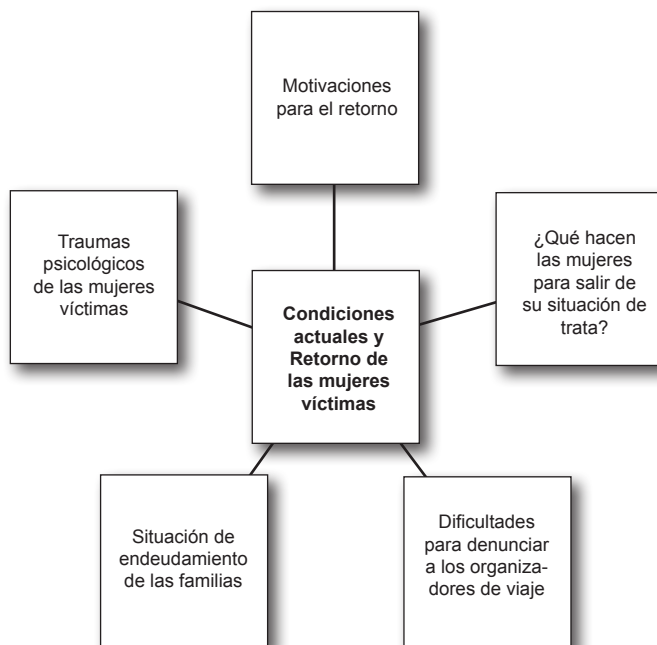 Motivaciones
para el retorno
Traumas
psicológicos
de las mujeres
víctimas
¿Qué hacen
las mujeres
para salir de
su situación de
trata?
Condiciones
actuales y
Retorno de
las mujeres
víctimas
Situación de
endeudamiento
de las familias
Dificultades
para denunciar
a los organiza-
dores de viaje